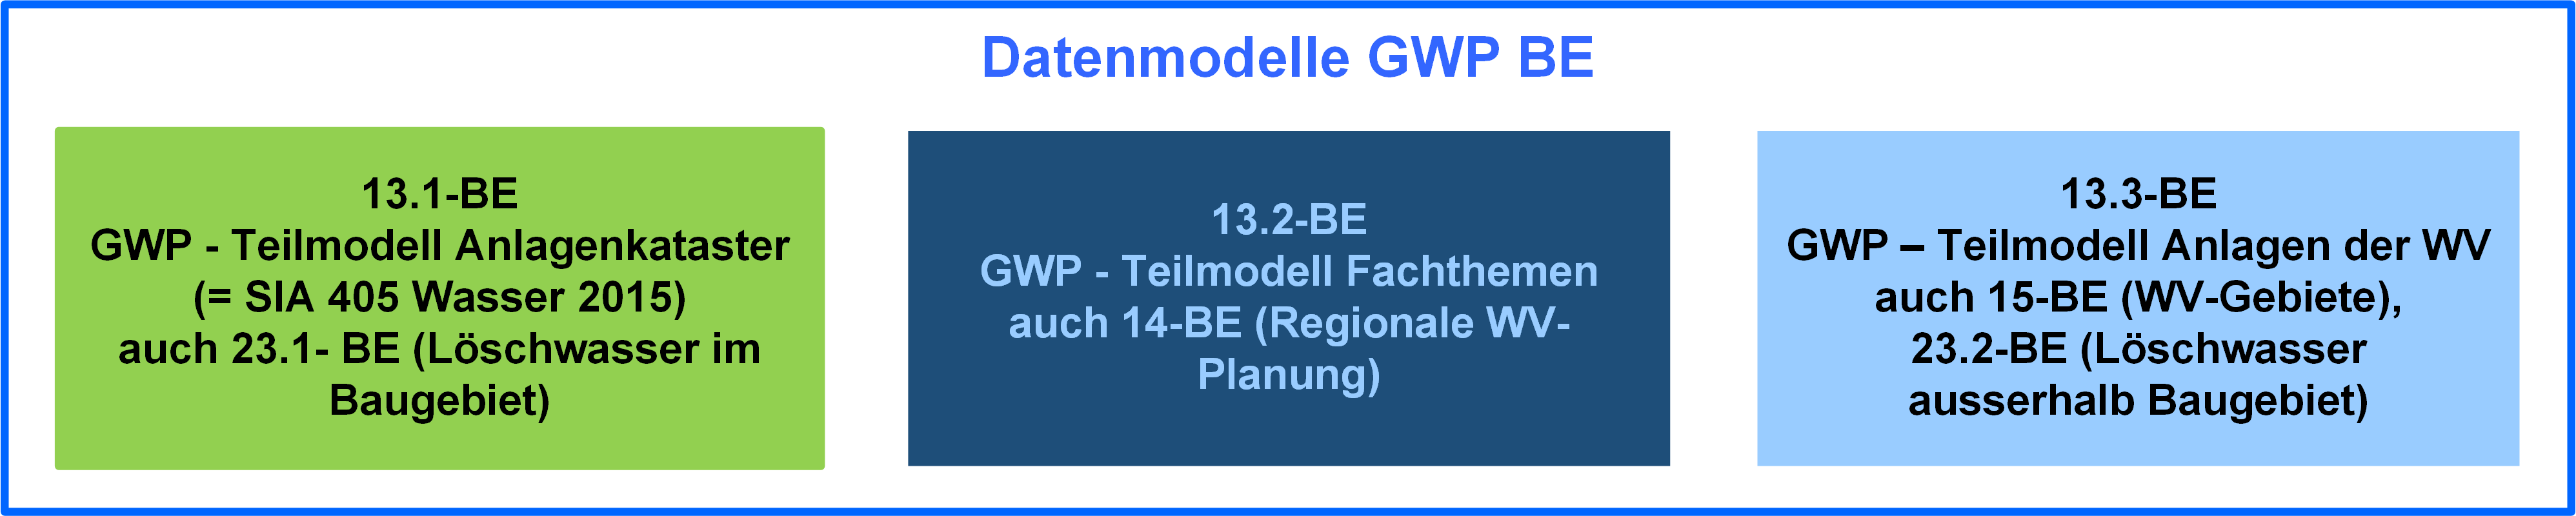 Datenmodelle GWP BE
13.1-BE
GWP - Teilmodell Anlagenkataster
(= SIA 405 Wasser 2015)
auch 23.1- BE (Löschwasser im
Baugebiet)
13.2-BE
GWP - Teilmodell Fachthemen
auch 14-BE (Regionale WV-
Planung)
13.3-BE
GWP – Teilmodell Anlagen der WV
auch 15-BE (WV-Gebiete),
23.2-BE (Löschwasser
ausserhalb Baugebiet)